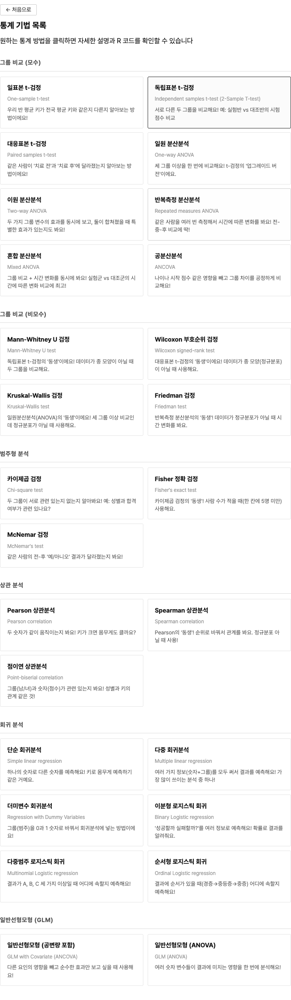 ← 처음으로
통계 기법 목록
원하는 통계 방법을 클릭하면 자세한 설명과 R 코드를 확인할 수 있습니다
그룹 비교 (모수)
일표본 t-검정
One-sample t-test
우리 반 평균 키가 전국 평균 키와 같은지 다른지 알아보는 방
법이에요!
독립표본 t-검정
Independent samples t-test (2-Sample T-test)
서로 다른 두 그룹을 비교해요! 예: 실험반 vs 대조반의 시험
점수 비교
대응표본 t-검정
Paired samples t-test
같은 사람이 '치료 전'과 '치료 후'에 달라졌는지 알아보는 방
법이에요!
일원 분산분석
One-way ANOVA
세 그룹 이상을 한 번에 비교해요! t-검정의 '업그레이드 버
전'이에요.
이원 분산분석
Two-way ANOVA
두 가지 그룹 변수의 효과를 동시에 보고, 둘이 합쳐졌을 때 특
별한 효과가 있는지도 봐요!
반복측정 분산분석
Repeated measures ANOVA
같은 사람을 여러 번 측정해서 시간에 따른 변화를 봐요! 전-
중-후 비교에 딱!
혼합 분산분석
Mixed ANOVA
그룹 비교 + 시간 변화를 동시에 봐요! 실험군 vs 대조군의 시
간에 따른 변화 비교에 최고!
공분산분석
ANCOVA
나이나 시작 점수 같은 영향을 빼고 그룹 차이를 공정하게 비
교해요!
그룹 비교 (비모수)
Mann-Whitney U 검정
Mann-Whitney U test
독립표본 t-검정의 '동생'이에요! 데이터가 종 모양이 아닐 때
두 그룹을 비교해요.
Wilcoxon 부호순위 검정
Wilcoxon signed-rank test
대응표본 t-검정의 '동생'이에요! 데이터가 종 모양(정규분포)
이 아닐 때 사용해요.
Kruskal-Wallis 검정
Kruskal-Wallis test
일원분산분석(ANOVA)의 '동생'이에요! 세 그룹 이상 비교인
데 정규분포가 아닐 때 사용해요.
Friedman 검정
Friedman test
반복측정 분산분석의 '동생'! 데이터가 정규분포가 아닐 때 시
간 변화를 봐요.
범주형 분석
카이제곱 검정
Chi-square test
두 그룹이 서로 관련 있는지 없는지 알아봐요! 예: 성별과 합격
여부가 관련 있나요?
Fisher 정확 검정
Fisher's exact test
카이제곱 검정의 '동생'! 사람 수가 적을 때(한 칸에 5명 미만)
사용해요.
McNemar 검정
McNemar's test
같은 사람의 전-후 '예/아니오' 결과가 달라졌는지 봐요!
상관 분석
Pearson 상관분석
Pearson correlation
두 숫자가 같이 움직이는지 봐요! 키가 크면 몸무게도 클까요?
Spearman 상관분석
Spearman correlation
Pearson의 '동생'! 순위로 바꿔서 관계를 봐요. 정규분포 아
닐 때 사용!
점이연 상관분석
Point-biserial correlation
그룹(남/녀)과 숫자(점수)가 관련 있는지 봐요! 성별과 키의
관계 같은 것!
회귀 분석
단순 회귀분석
Simple linear regression
하나의 숫자로 다른 숫자를 예측해요! 키로 몸무게 예측하기
같은 거예요.
다중 회귀분석
Multiple linear regression
여러 가지 정보(숫자+그룹)를 모두 써서 결과를 예측해요! 가
장 많이 쓰이는 분석 중 하나!
더미변수 회귀분석
Regression with Dummy Variables
그룹(범주)을 0과 1 숫자로 바꿔서 회귀분석에 넣는 방법이에
요!
이분형 로지스틱 회귀
Binary Logistic regression
'성공할까 실패할까?'를 여러 정보로 예측해요! 확률로 결과를
알려줘요.
다중범주 로지스틱 회귀
Multinomial Logistic regression
결과가 A, B, C 세 가지 이상일 때 어디에 속할지 예측해요!
순서형 로지스틱 회귀
Ordinal Logistic regression
결과에 순서가 있을 때(경증→중등증→중증) 어디에 속할지
예측해요!
일반선형모형 (GLM)
일반선형모형 (공변량 포함)
GLM with Covariate (ANCOVA)
다른 요인의 영향을 빼고 순수한 효과만 보고 싶을 때 사용해
요!
일반선형모형 (ANOVA)
GLM (ANOVA)
여러 숫자 변수들이 결과에 미치는 영향을 한 번에 분석해요!